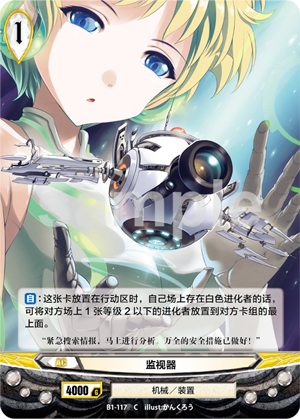 1
sample
自：这张卡放置在行动区时，自己场上存在白色进化者的话，
可将对方场上１张等级２以下的进化者放置到对方卡组的最
上面。
“紧急搜索情报，马上进行分析。万全的安全措施已做好！”
AC
监视器
4000
机械／装置
B1-117 C illust:かんくろう